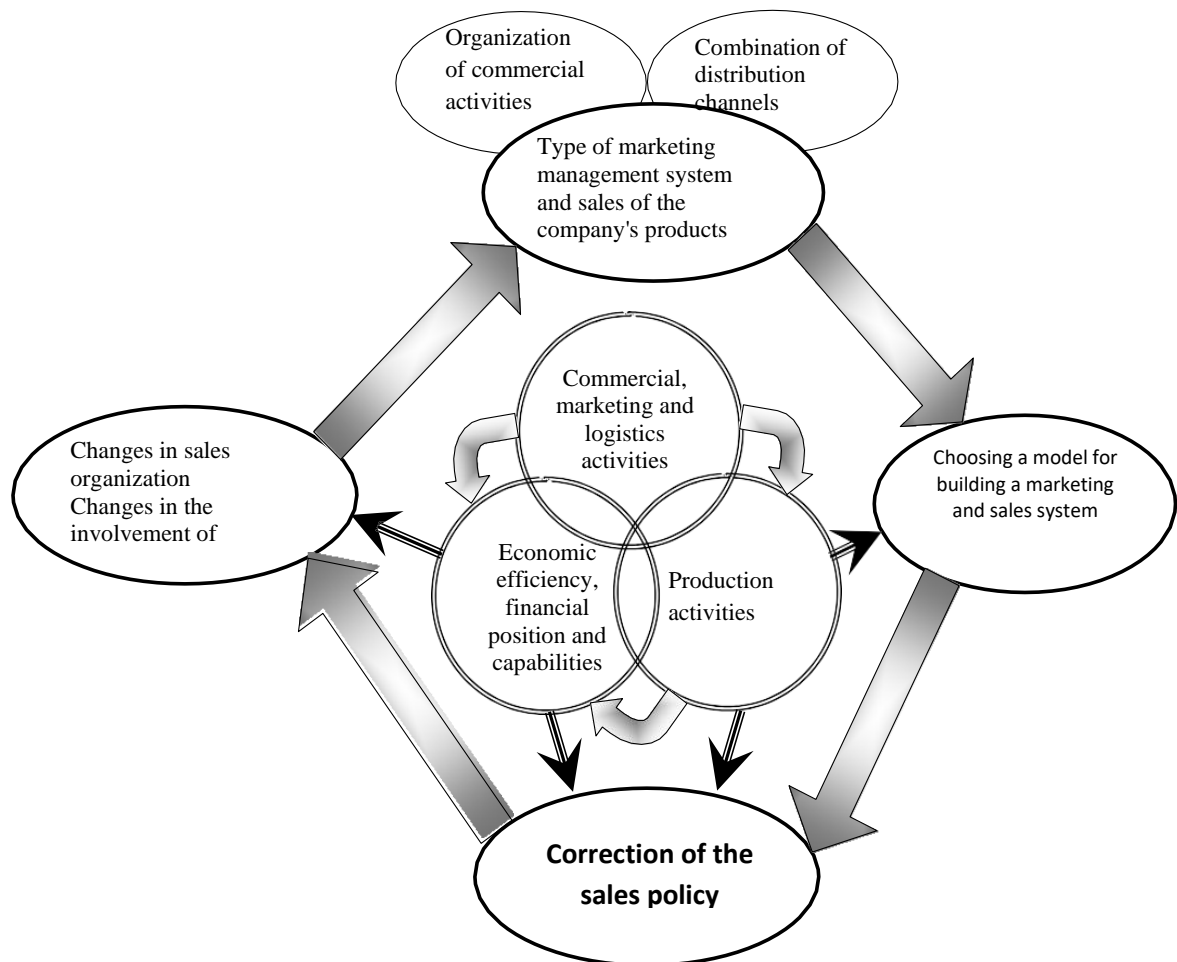 Organization
of commercial
activities
Combination of
distribution
channels
Type of marketing
management system
and sales of the
company's products
Commercial,
marketing and
logistics
activities
Changes in sales
organization
Changes in the
involvement of
Choosing a model for
building a marketing
and sales system
Economic
efficiency,
financial
position and
capabilities
Production
activities
Correction of the
sales policy